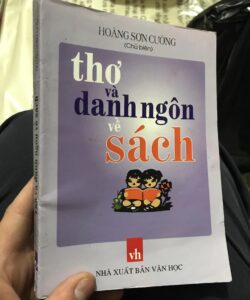 HOÀNG SƠN CƯỜNG
(Chủ biên)
thơ
và
danh ngôn
về
sách
vh
NHÀ XUẤT BẢN VĂN HỌC